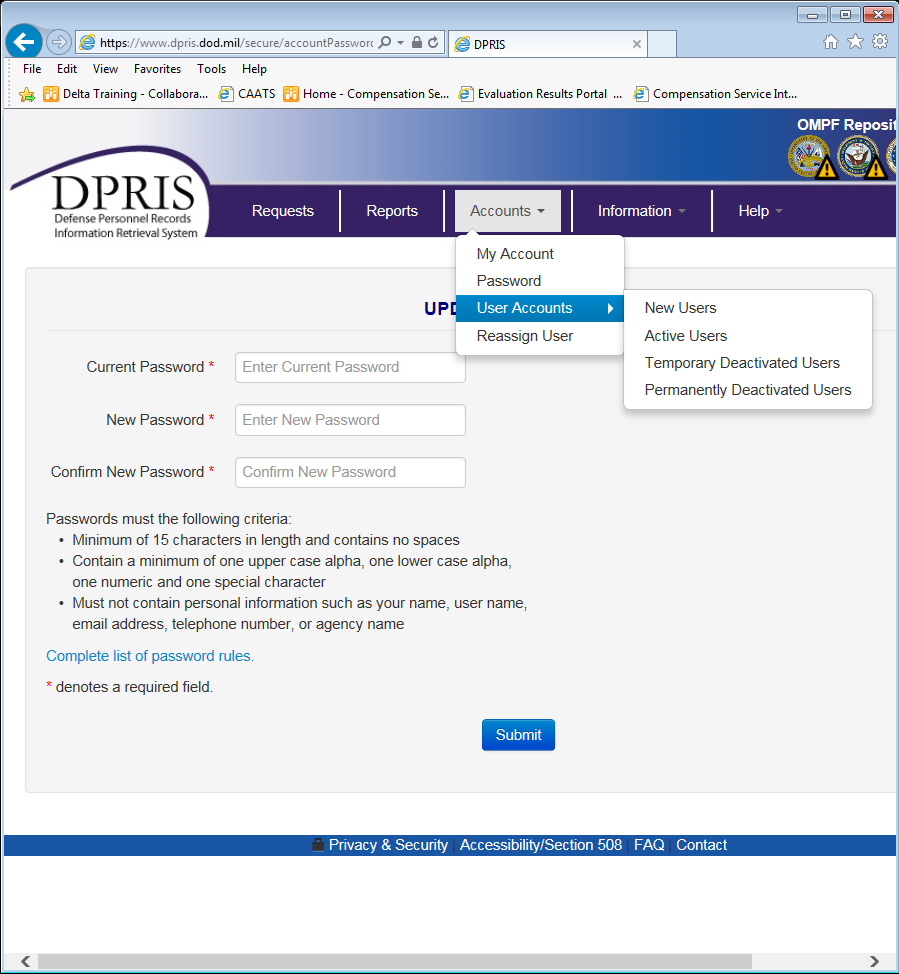 https://www.dpris.dod.mil/secure/accountPassword
DPRIS
File Edit View Favorites Tools Help
Delta Training - Collabora... CAATS Home - Compensation Se... Evaluation Results Portal ... Compensation Service Int...
OMPF Reposit
DPRIS
Defense Personnel Records
Information Retrieval System
Requests Reports Accounts Information Help
My Account
Password
User Accounts
Reassign User
New Users
Active Users
Temporary Deactivated Users
Permanently Deactivated Users
UPD
Current Password * Enter Current Password
New Password * Enter New Password
Confirm New Password * Confirm New Password
Passwords must the following criteria:
• Minimum of 15 characters in length and contains no spaces
• Contain a minimum of one upper case alpha, one lower case alpha,
one numeric and one special character
• Must not contain personal information such as your name, user name,
email address, telephone number, or agency name
Complete list of password rules.
* denotes a required field.
Submit
Privacy & Security | Accessibility/Section 508 | FAQ | Contact